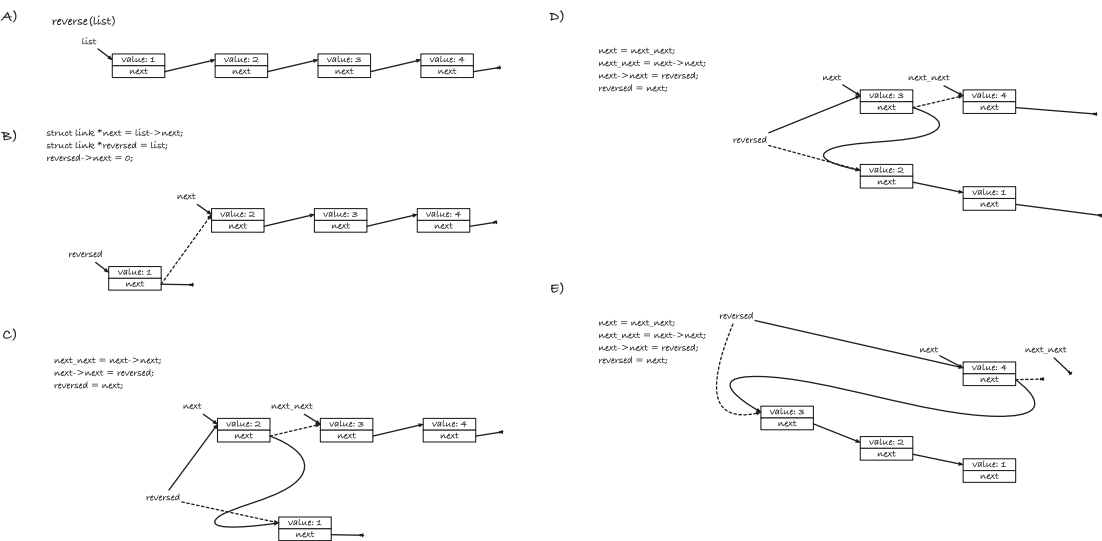 A)
reverse(list)
list
value: 1
next
value: 2
next
value: 3
next
value: 4
next
B)
struct link *next = list->next;
struct link *reversed = list;
reversed->next = 0;
next
value: 2
next
value: 3
next
value: 4
next
reversed
value: 1
next
C)
next_next = next->next;
next->next = reversed;
reversed = next;
next
next_next
value: 2
next
value: 3
next
value: 4
next
reversed
value: 1
next
D)
next = next_next;
next_next = next->next;
next->next = reversed;
reversed = next;
next
next_next
value: 3
next
value: 4
next
reversed
value: 2
next
value: 1
next
E)
next = next_next;
next_next = next->next;
next->next = reversed;
reversed = next;
reversed
next
next_next
value: 4
next
value: 3
next
value: 2
next
value: 1
next